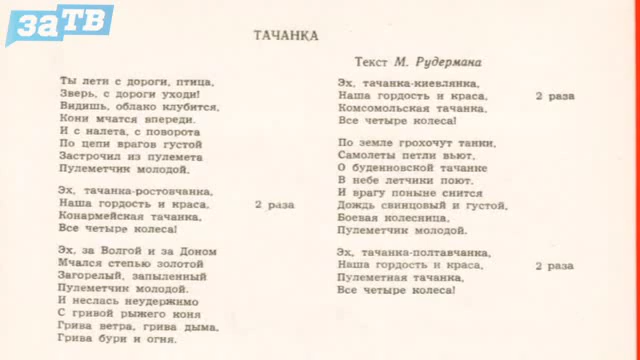 за ТВ
ТАЧАНКА
Текст М. Рудермана
Ты лети с дороги, птица,
Зверь, с дороги уходи!
Видишь, облако клубится,
Кони мчатся впереди.
И с налета, с поворота
По цепи врагов густой
Застрочил из пулемета
Пулеметчик молодой.
Эх, тачанка-ростовчанка,
Наша гордость и краса,
Конармейская тачанка,
Все четыре колеса!
2 раза
Эх, за Волгой и за Доном
Мчался степью золотой
Загорелый, запыленный
Пулеметчик молодой.
И неслась неудержимо
С гривой рыжего коня
Грива ветра, грива дыма,
Грива бури и огня.
Эх, тачанка-киевлянка,
Наша гордость и краса,
Комсомольская тачанка,
Все четыре колеса!
2 раза
По земле грохочут танки,
Самолеты петли вьют,
О буденновской тачанке
В небе летчики поют.
И врагу поныне снится
Дождь свинцовый и густой,
Боевая колесница,
Пулеметчик молодой.
Эх, тачанка-полтавчанка,
Наша гордость и краса,
Пулеметная тачанка,
Все четыре колеса!
2 раза